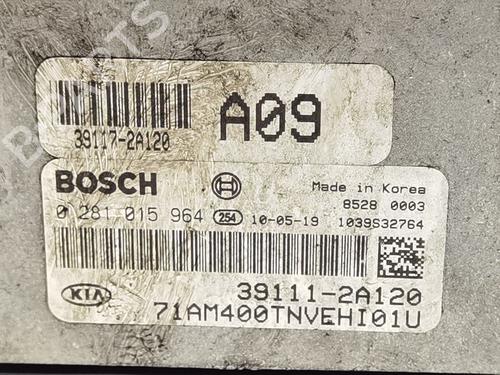 39117-2A120
A09
BOSCH
Made in Korea
8528 0003
0 281 015 964 254 10-05-19 1039S32764
KIA
39111-2A120
71AM400TNVEHI01U